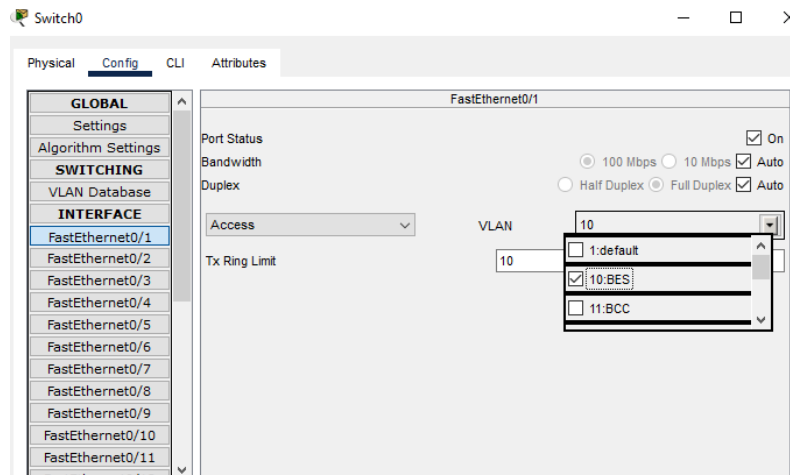 Switch0
Physical Config CLI Attributes
GLOBAL
Settings
Algorithm Settings
SWITCHING
VLAN Database
INTERFACE
FastEthernet0/1
FastEthernet0/2
FastEthernet0/3
FastEthernet0/4
FastEthernet0/5
FastEthernet0/6
FastEthernet0/7
FastEthernet0/8
FastEthernet0/9
FastEthernet0/10
FastEthernet0/11
FastEthernet0/1
Port Status On
Bandwidth 100 Mbps 10 Mbps Auto
Duplex Half Duplex Full Duplex Auto
Access VLAN 10
1:default
Tx Ring Limit 10
10:BES
11:BCC